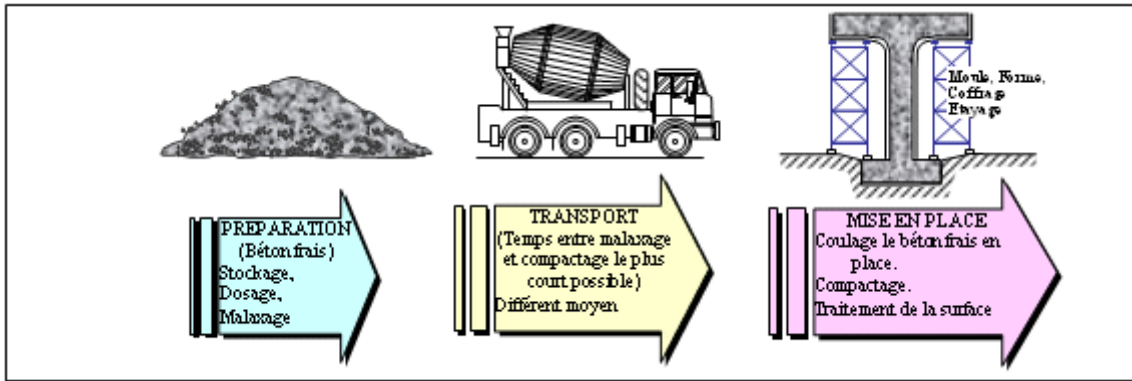 Moule, Forme,
Coffrage
Etayage
PREPARATION
(Béton frais)
Stockage,
Dosage,
Malaxage
TRANSPORT
(Temps entre malaxage
et compactage le plus
court possible)
Différent moyen
MISE EN PLACE
Coulage le béton frais en
place.
Compactage.
Traitement de la surface